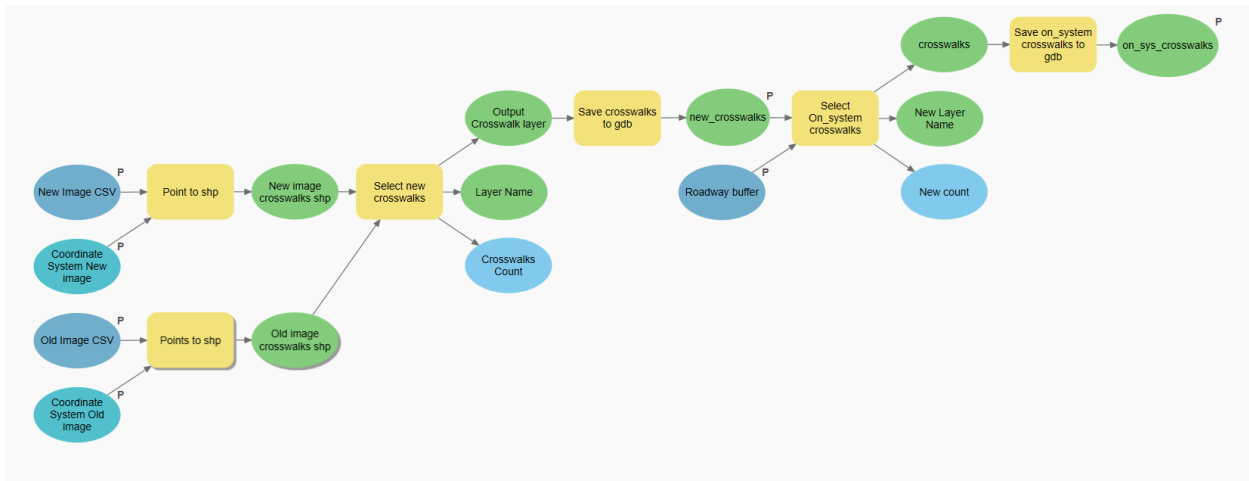 P
crosswalks
Save on_system
crosswalks to
gdb
on_sys_crosswalks
Output
Crosswalk layer
Save crosswalks
to gdb
new_crosswalks
P
Select
On_system
crosswalks
New Layer
Name
New Image CSV
P
Point to shp
New image
crosswalks shp
Select new
crosswalks
Layer Name
Roadway buffer
P
New count
Coordinate
System New
image
P
Crosswalks
Count
Old Image CSV
P
Points to shp
Old image
crosswalks shp
Coordinate
System Old
image
P